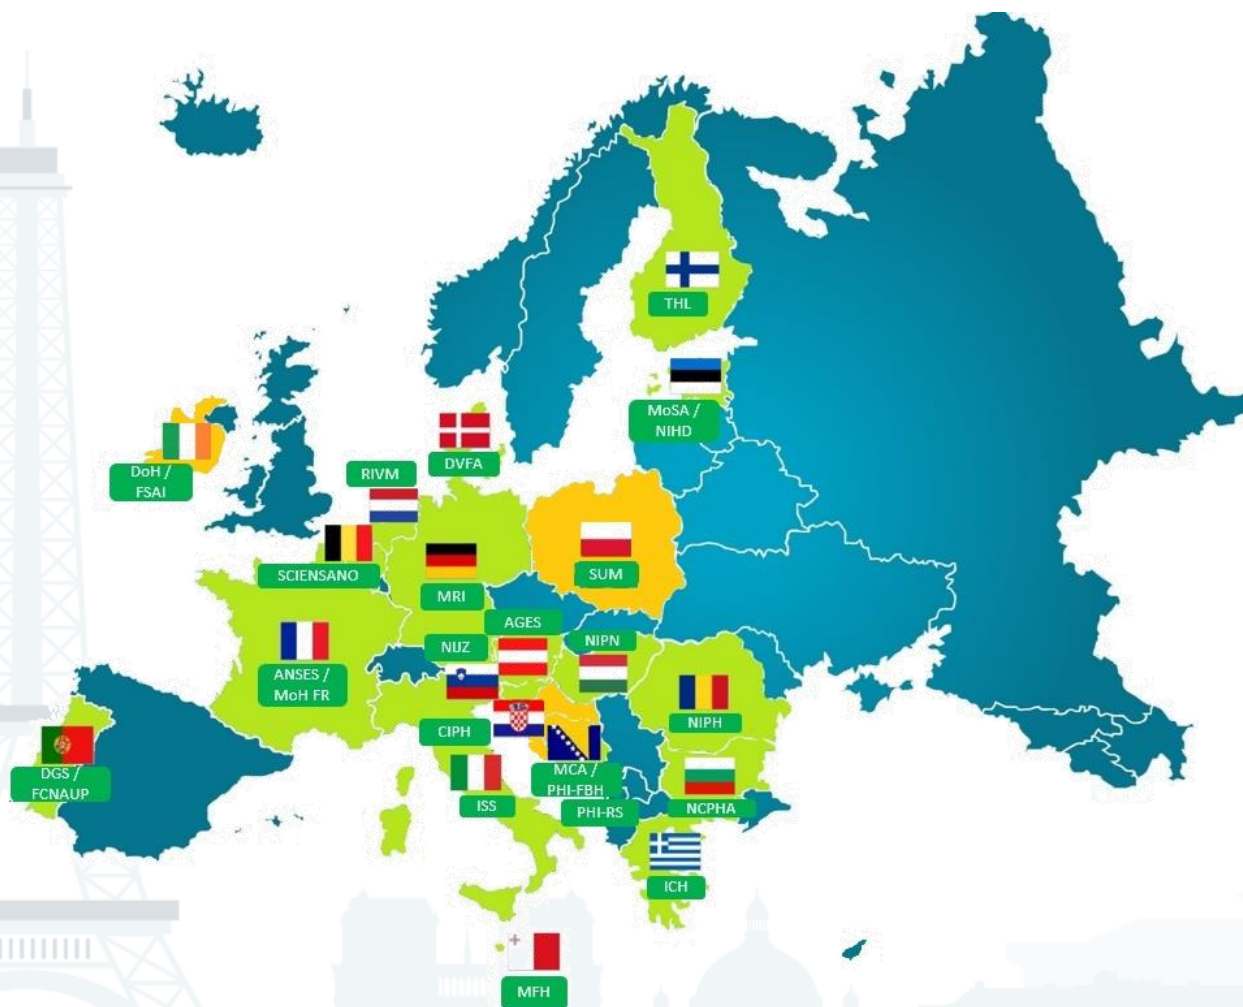 THL
MoSA /
NIHD
DoH /
FSAI
DVFA
RIVM
SCIENSANO
MRI
SUM
AGES
NIJZ
NIPN
ANSES /
MoH FR
NIPH
CIPH
DGS /
FCNAUP
MCA /
PHI-FBH
ISS
PHI-RS
NCPHA
ICH
MFH